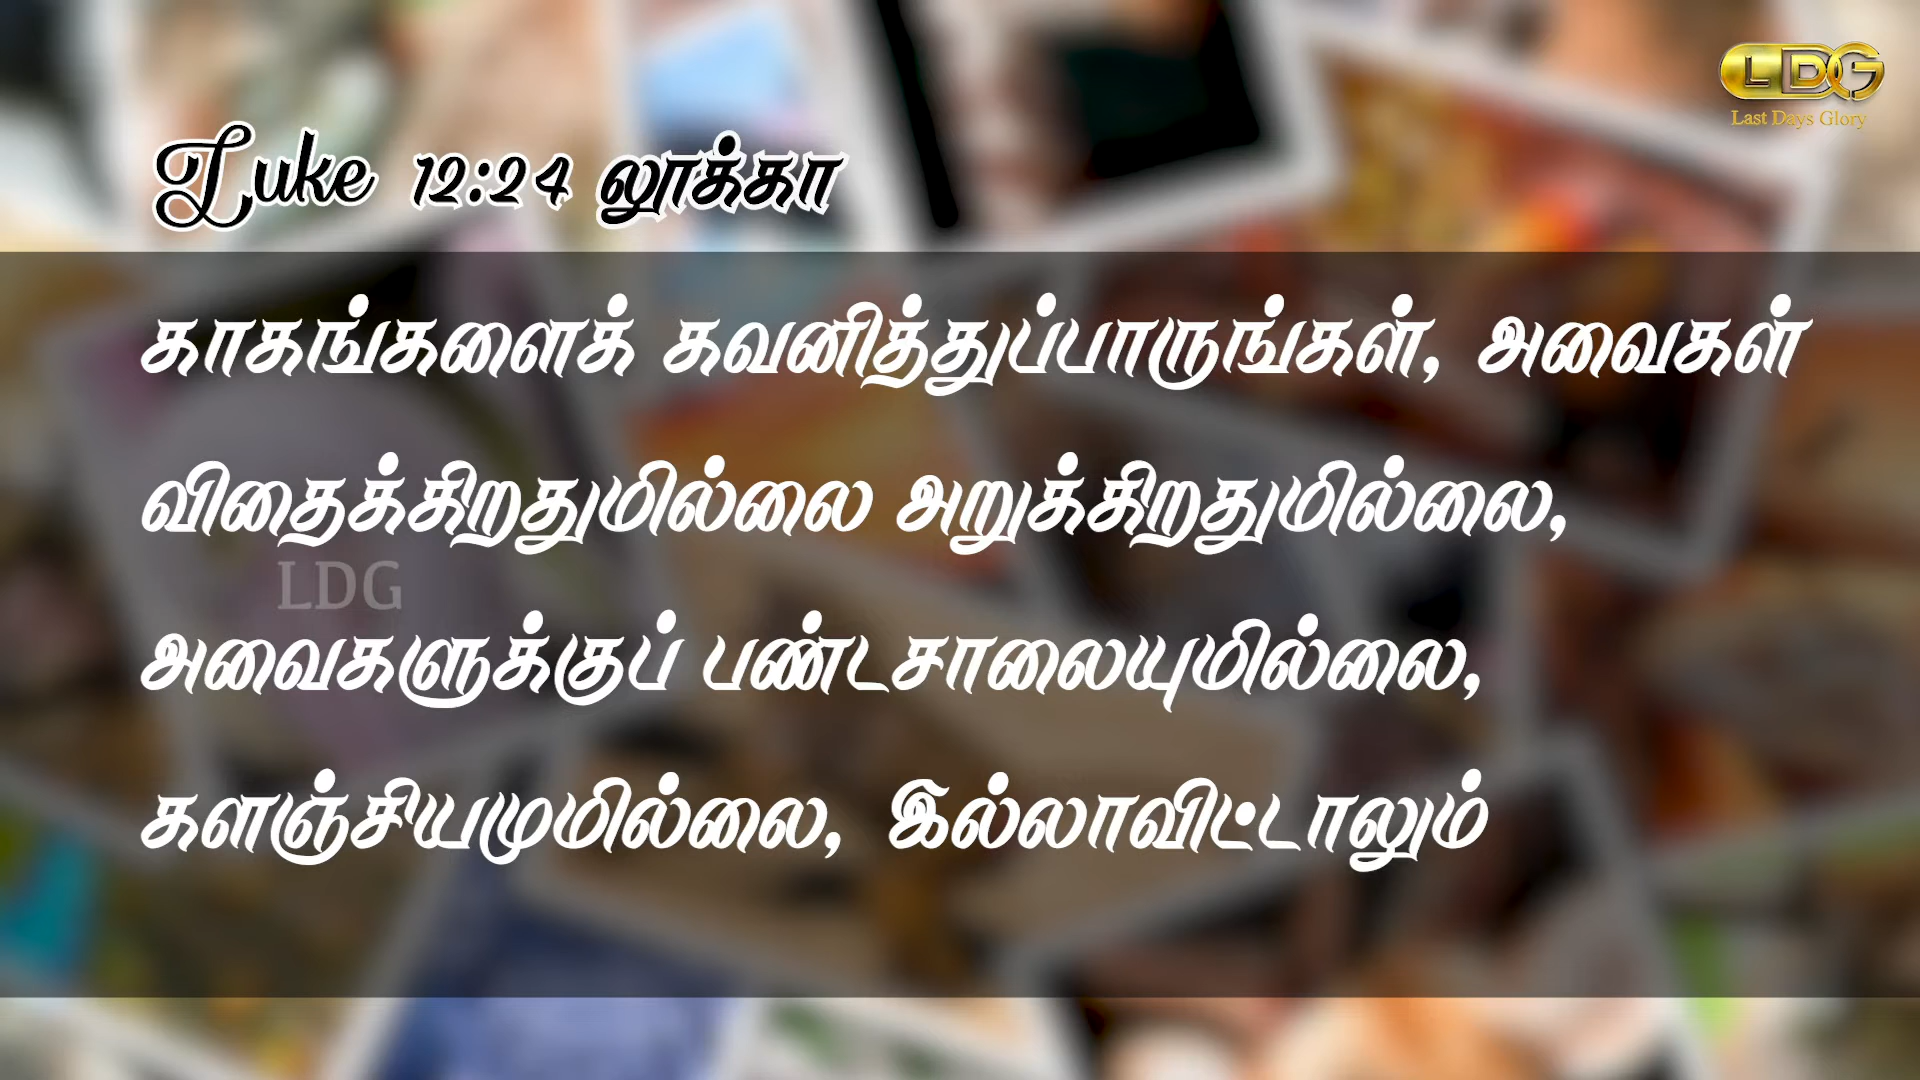 LDG
Last Days Glory
Luke 12:24 லூக்கா
காகங்களைக் கவனித்துப்பாருங்கள், அவைகள்
விதைக்கிறதுமில்லை அறுக்கிறதுமில்லை,
LDG
அவைகளுக்குப் பண்டசாலையுமில்லை,
களஞ்சியமுமில்லை, இல்லாவிட்டாலும்